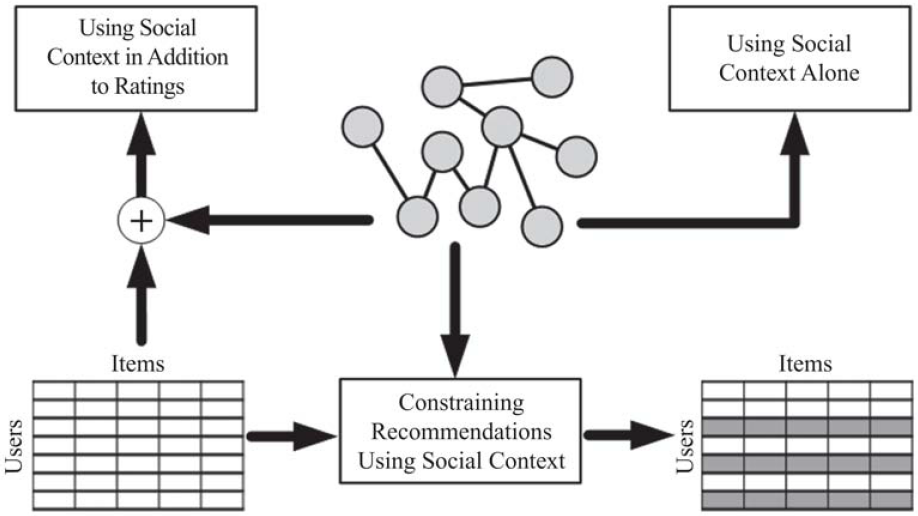 Using Social
Context in Addition
to Ratings
Using Social
Context Alone
+
Items
Users
Constraining
Recommendations
Using Social Context
Items
Users